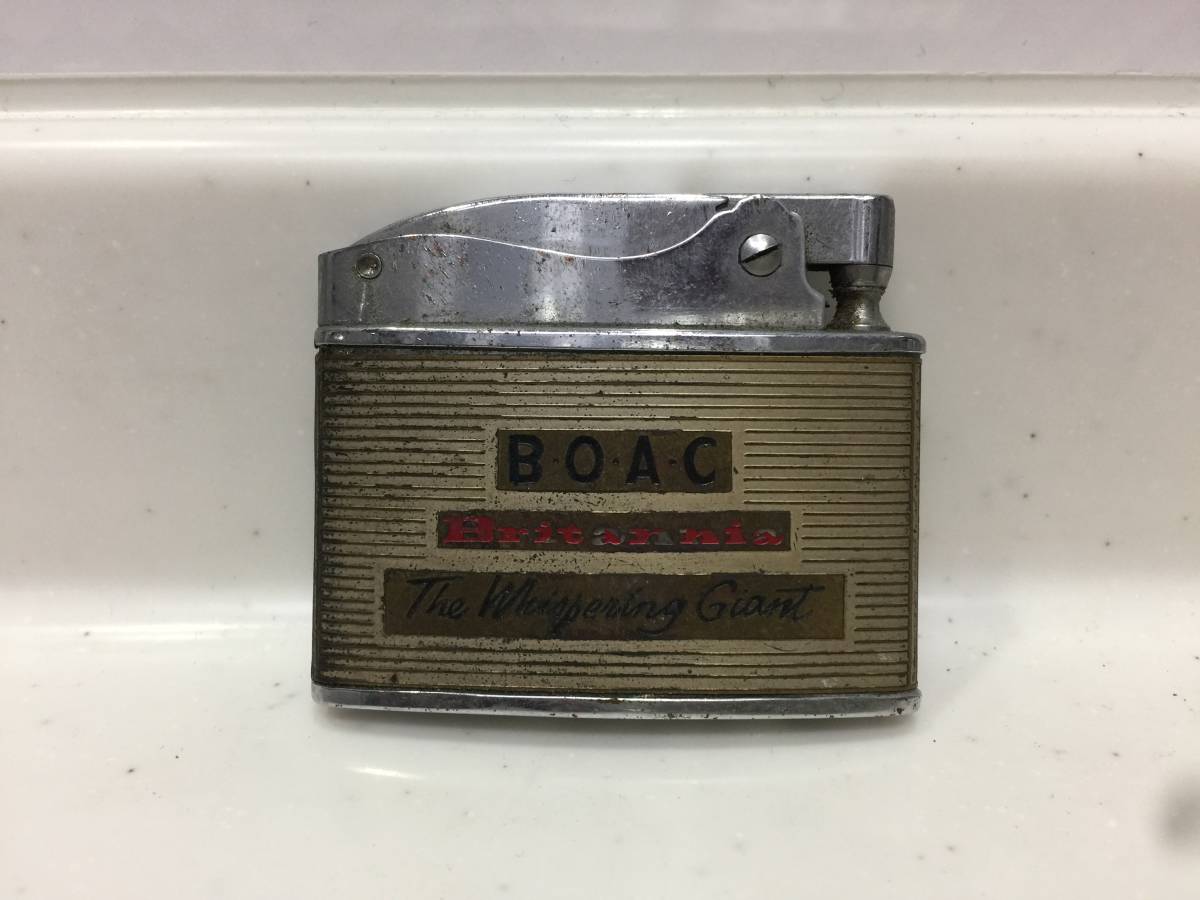 B·O·A·C
Britannia
The Whispering Giant